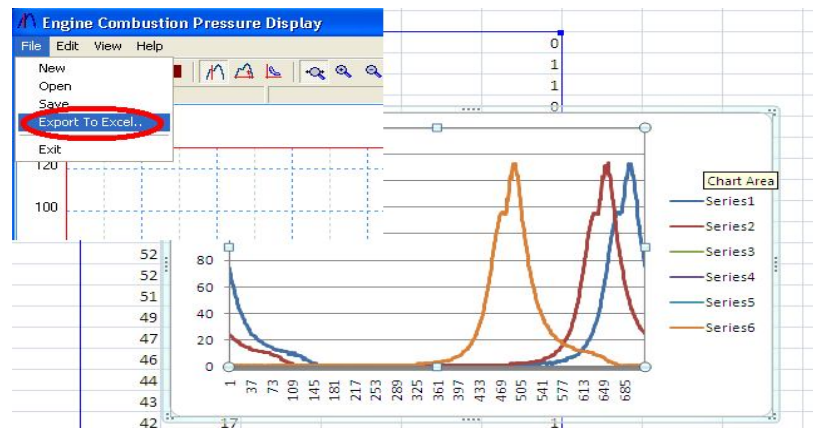 Engine Combustion Pressure Display
File Edit View Help
New
Open
Save
Export To Excel..
Exit
120
100
0
1
1
0
Chart Area
Series1
Series2
Series3
Series4
Series5
Series6
80
60
40
20
0
1 37 73 109 145 181 217 253 289 325 361 397 433 469 505 541 577 613 649 685
52
52
51
49
47
46
44
43
42 17 1